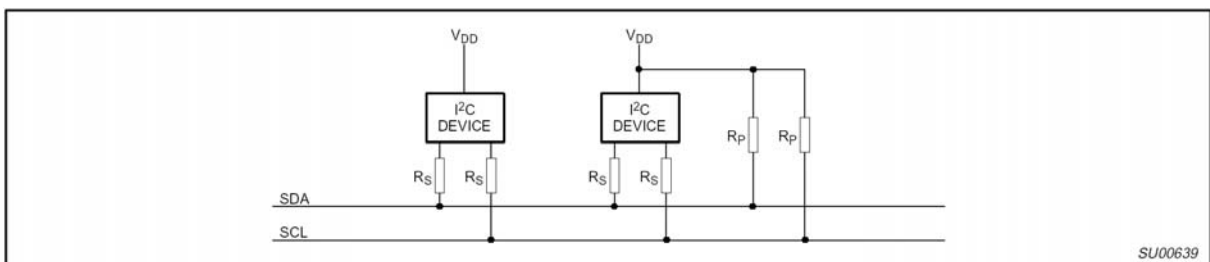 VDD VDD
I²C DEVICE I²C DEVICE
RP RP
RS RS RS RS
SDA
SCL
SU00639